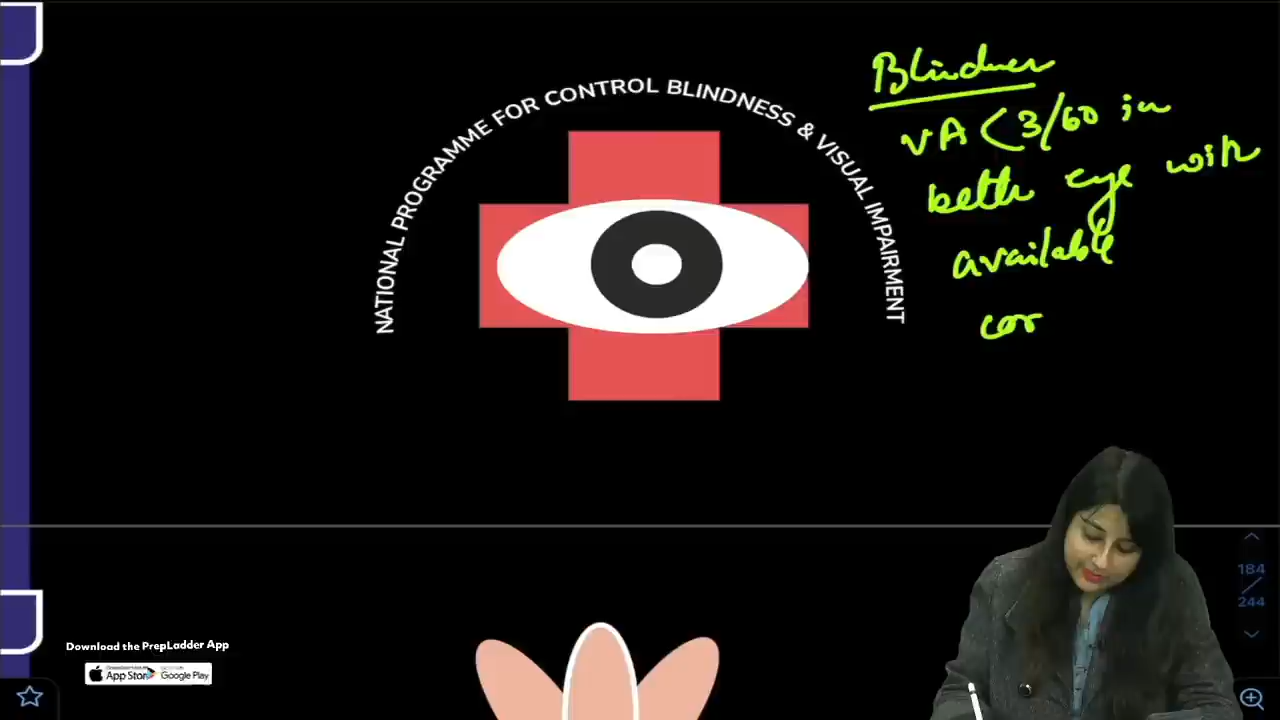 NATIONAL PROGRAMME FOR CONTROL BLINDNESS & VISUAL IMPAIRMENT
Blindness
VA < 3/60 in
better eye with
available
cor
184
244
Download the PrepLadder App
App Store
Google Play